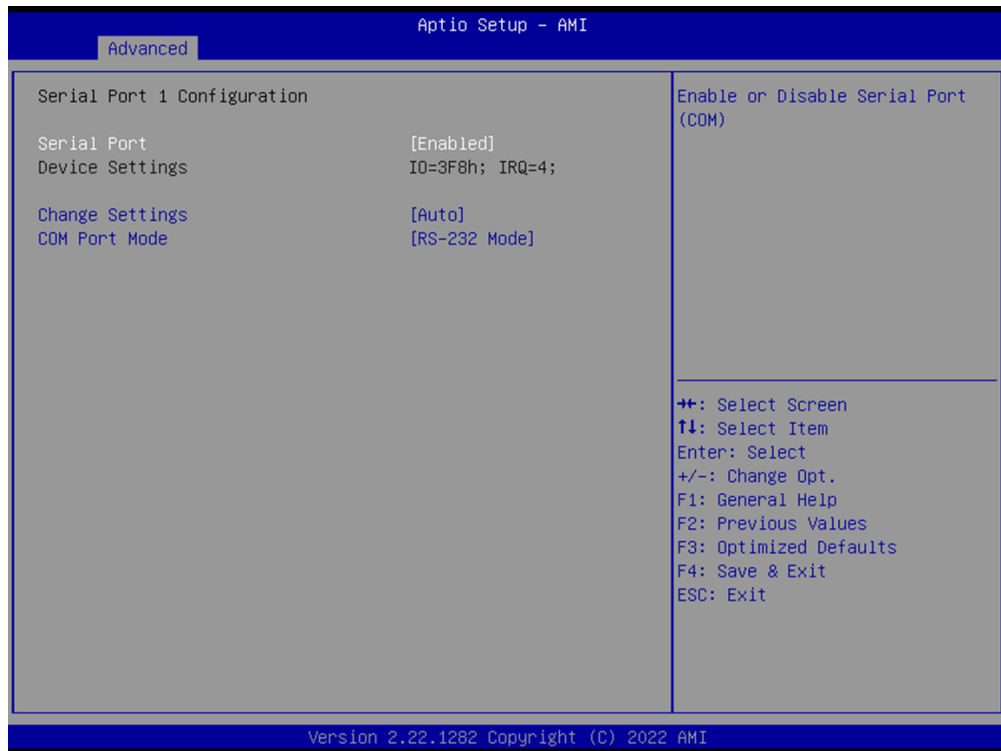 Aptio Setup - AMI
Advanced
Serial Port 1 Configuration
Serial Port [Enabled]
Device Settings IO=3F8h; IRQ=4;
Change Settings [Auto]
COM Port Mode [RS-232 Mode]
Enable or Disable Serial Port
(COM)
→←: Select Screen
↑↓: Select Item
Enter: Select
+/-: Change Opt.
F1: General Help
F2: Previous Values
F3: Optimized Defaults
F4: Save & Exit
ESC: Exit
Version 2.22.1282 Copyright (C) 2022 AMI